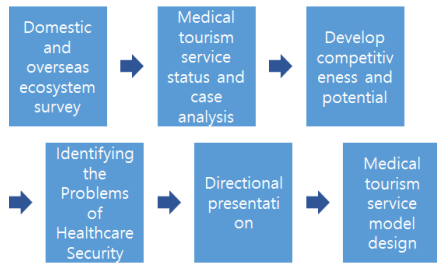 Domestic
and
overseas
ecosystem
survey
Medical
tourism
service
status and
case
analysis
Develop
competitiv
eness and
potential
Identifying
the
Problems
of
Healthcare
Security
Directional
presentati
on
Medical
tourism
service
model
design